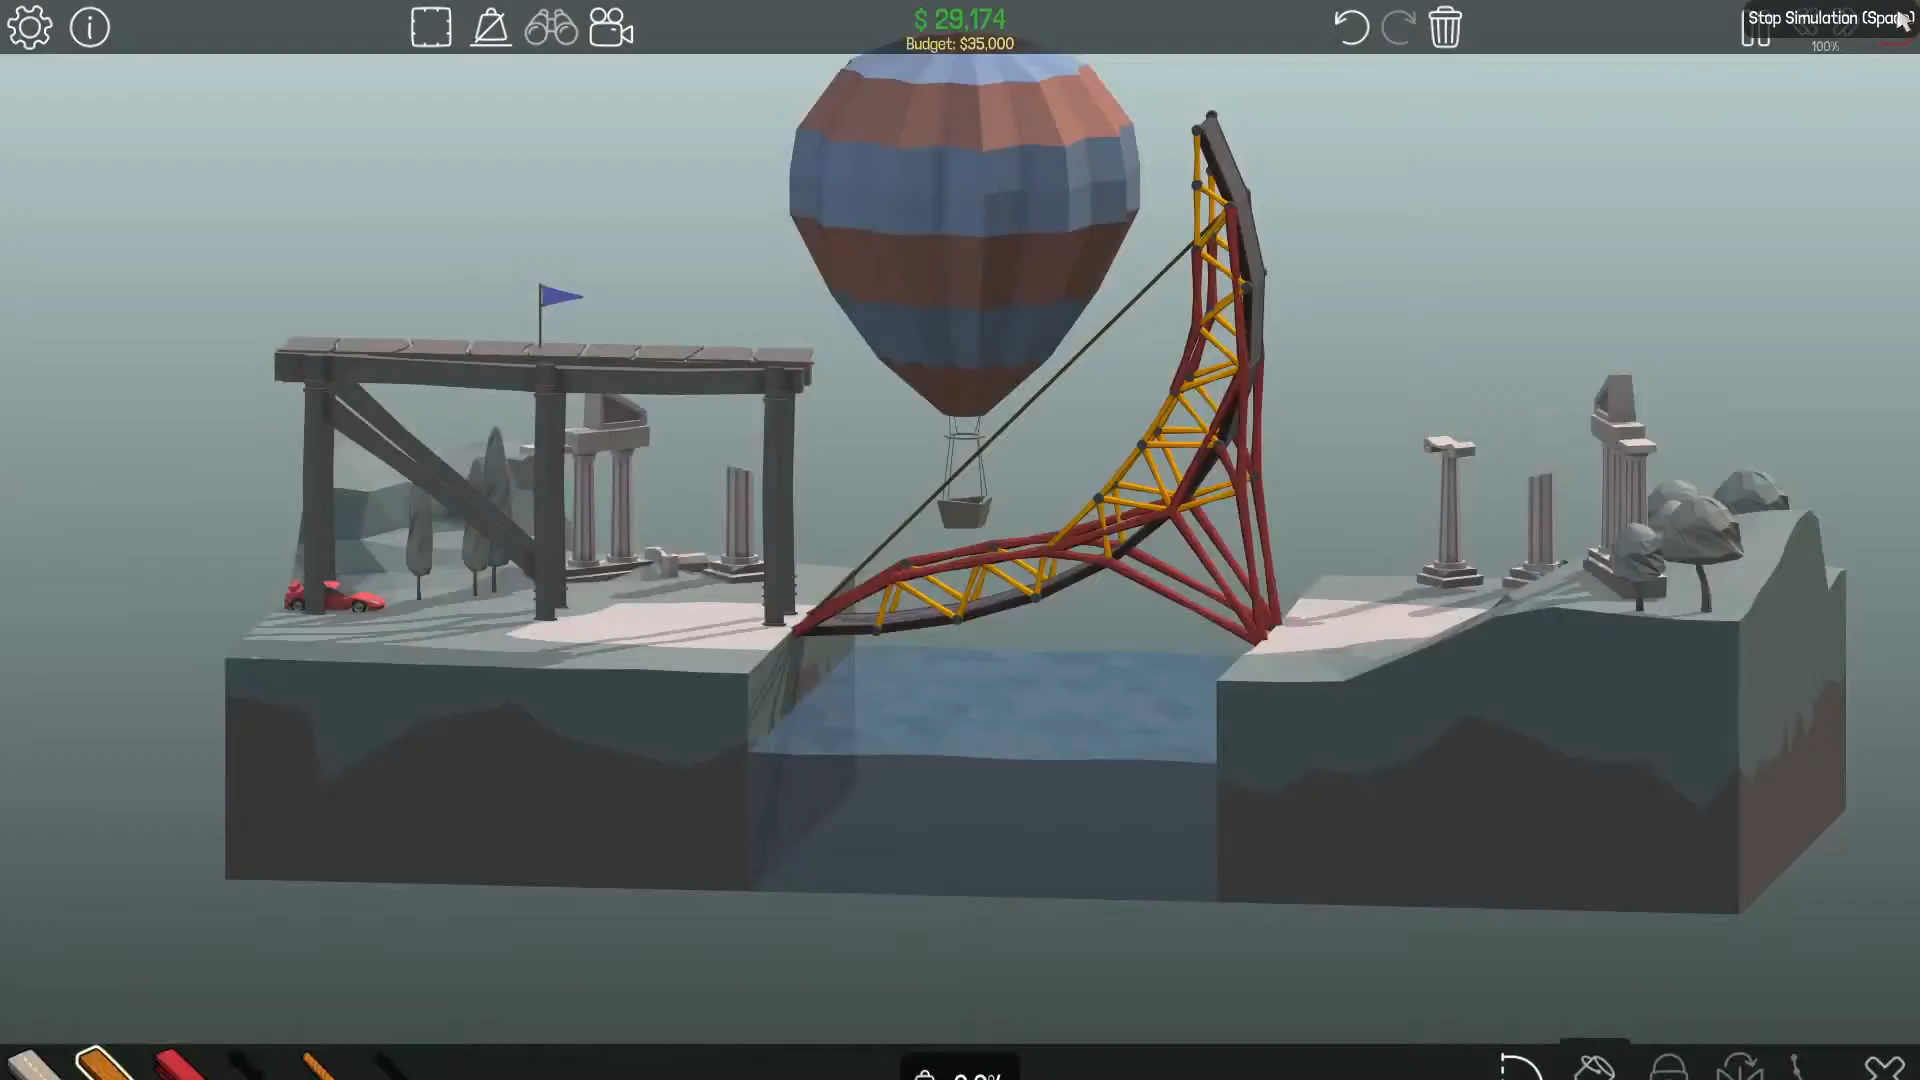 $ 29,174
Budget: $35,000
Stop Simulation (Space)
100%